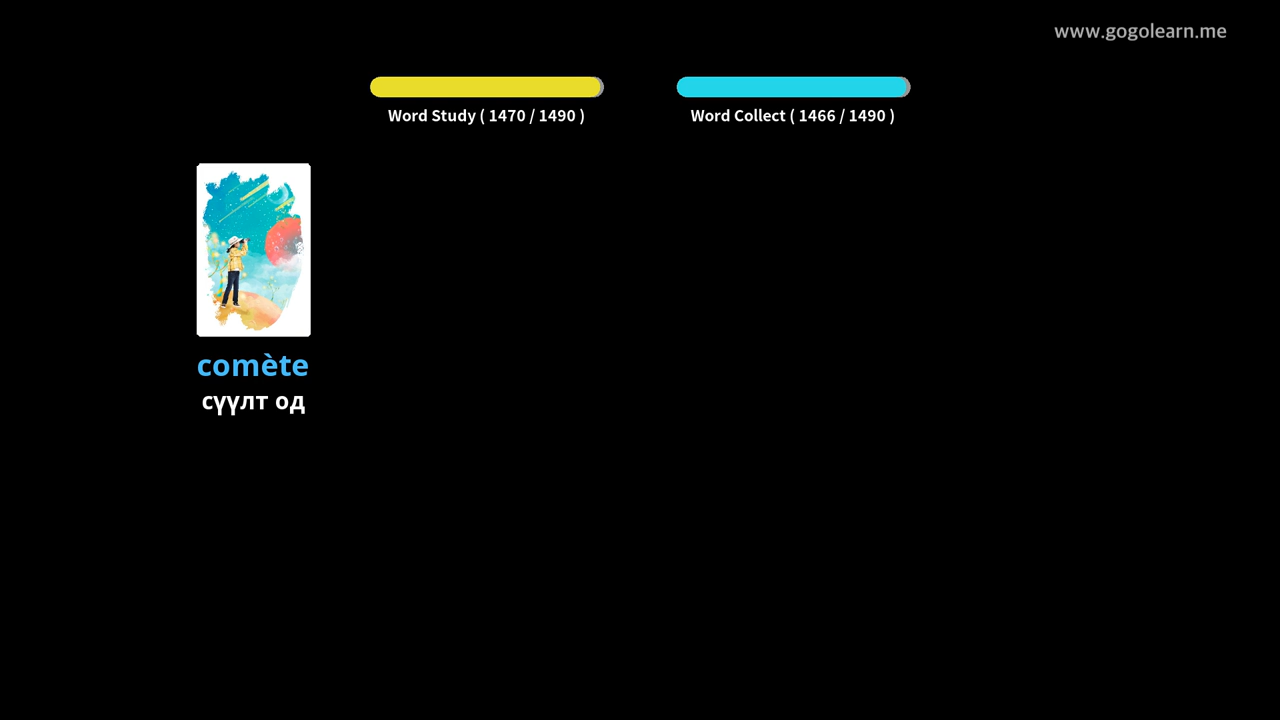 www.gogolearn.me
Word Study ( 1470 / 1490 )
Word Collect ( 1466 / 1490 )
comète
сүүлт од